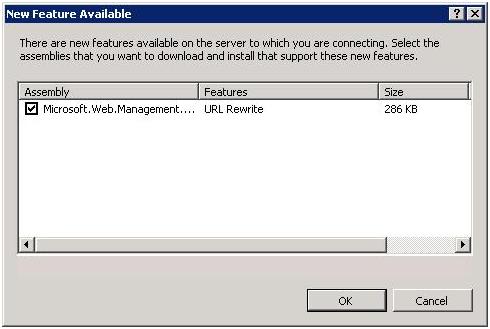 New Feature Available
There are new features available on the server to which you are connecting. Select the
assemblies that you want to download and install that support these new features.
Assembly Features Size
Microsoft.Web.Management.... URL Rewrite 286 KB
OK Cancel